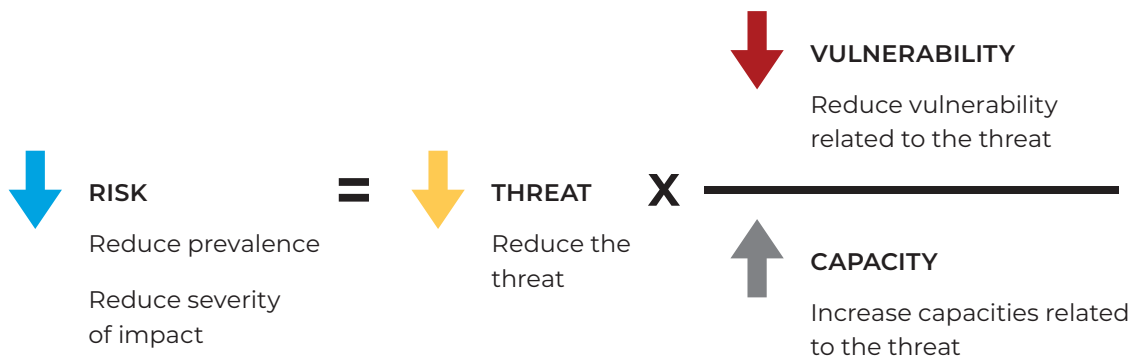 RISK
Reduce prevalence
Reduce severity
of impact
=
THREAT
Reduce the
threat
X
VULNERABILITY
Reduce vulnerability
related to the threat
CAPACITY
Increase capacities related
to the threat